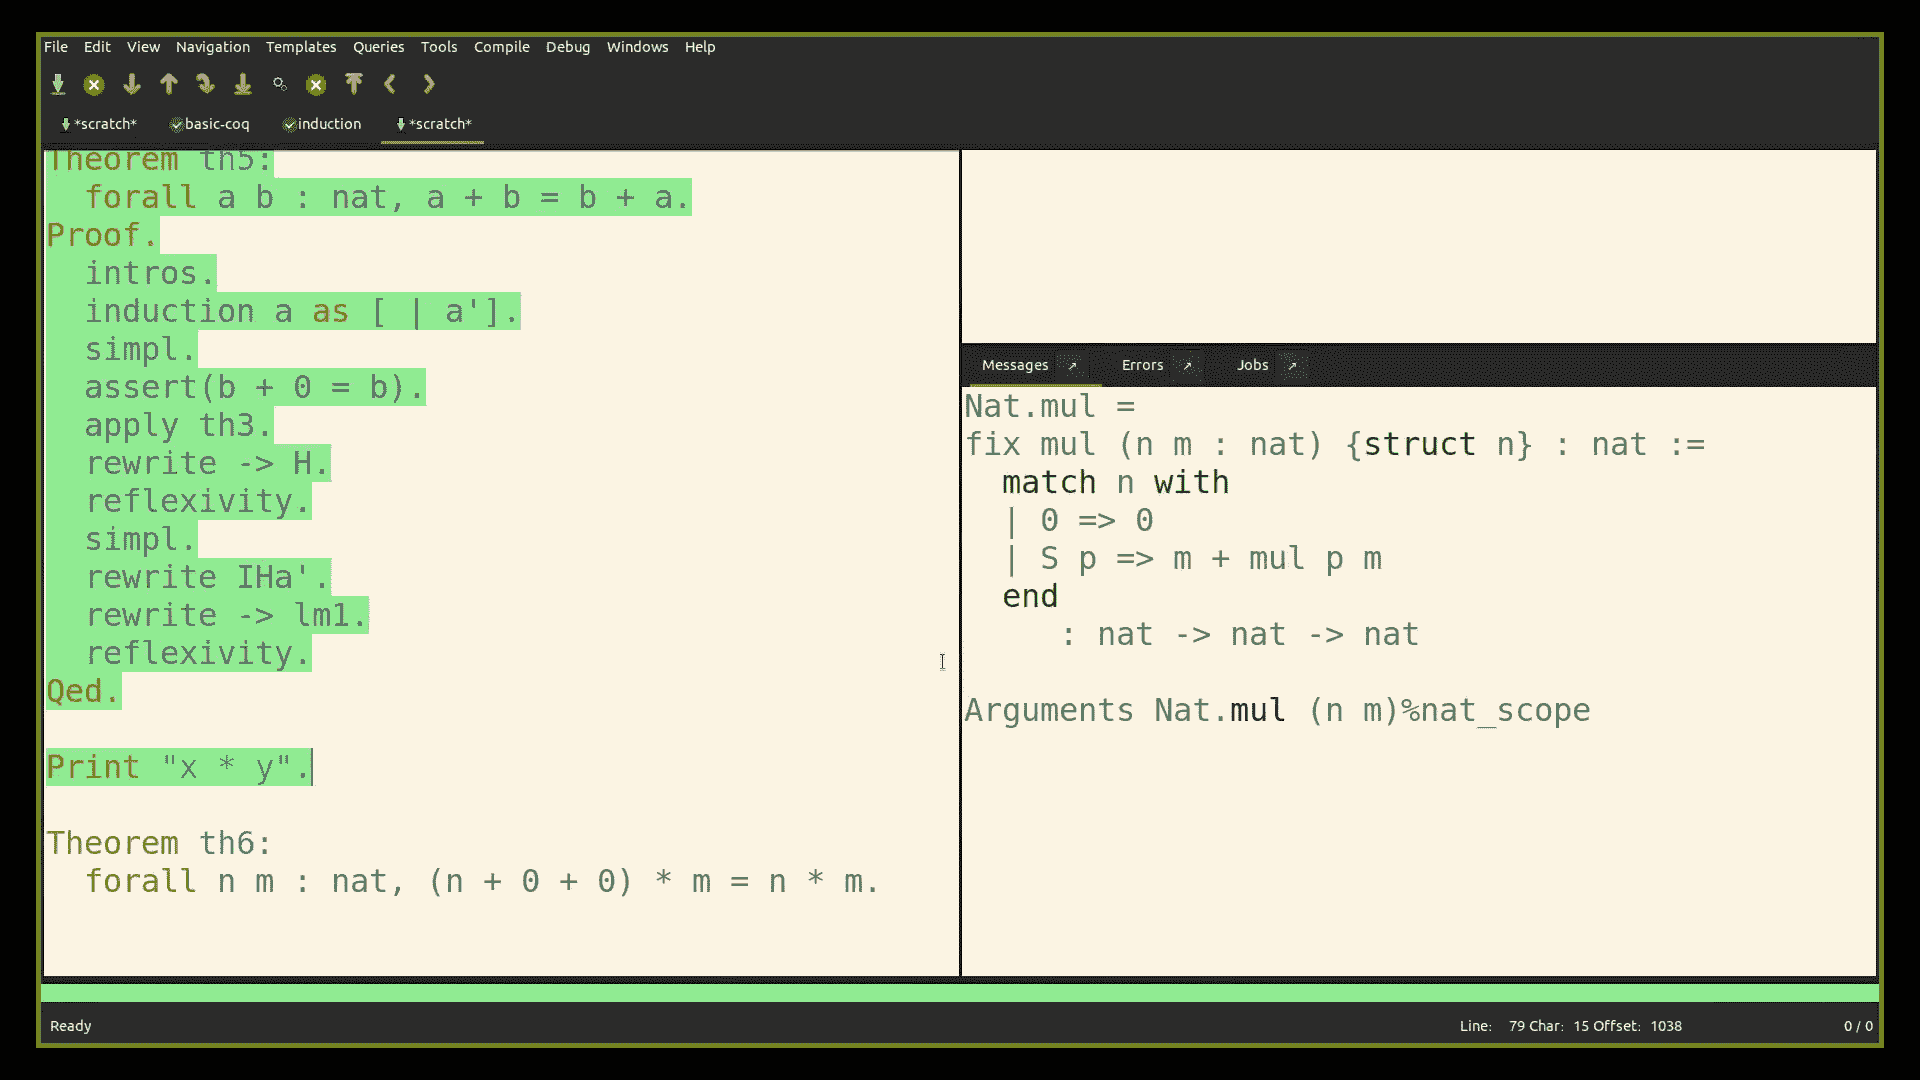 File Edit View Navigation Templates Queries Tools Compile Debug Windows Help
*scratch* basic-coq induction *scratch*
Theorem th5:
  forall a b : nat, a + b = b + a.
Proof.
  intros.
  induction a as [ | a'].
  simpl.
  assert(b + 0 = b).
  apply th3.
  rewrite -> H.
  reflexivity.
  simpl.
  rewrite IHa'.
  rewrite -> lm1.
  reflexivity.
Qed.
Print "x * y".
Theorem th6:
  forall n m : nat, (n + 0 + 0) * m = n * m.
Messages Errors Jobs
Nat.mul =
fix mul (n m : nat) {struct n} : nat :=
  match n with
  | 0 => 0
  | S p => m + mul p m
  end
     : nat -> nat -> nat
Arguments Nat.mul (n m)%nat_scope
Ready Line: 79 Char: 15 Offset: 1038 0 / 0